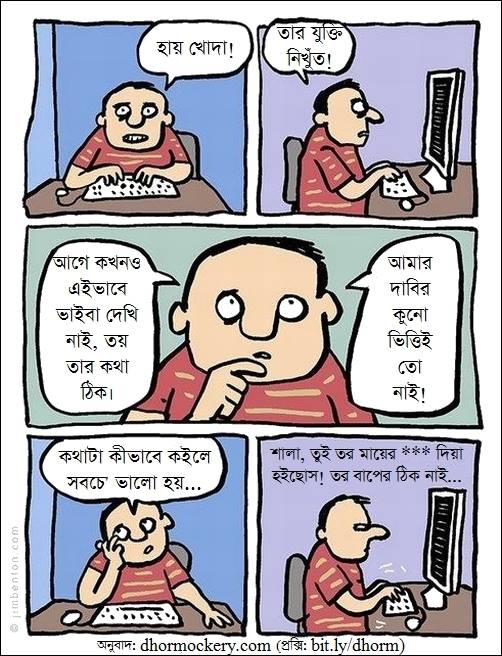 হায় খোদা!
তার যুক্তি
নিখুঁত!
আগে কখনও
এইভাবে
ভাইবা দেখি
নাই, তয়
তার কথা
ঠিক।
আমার
দাবির
কুনো
ভিত্তিই
তো
নাই!
কথাটা কীভাবে কইলে
সবচে' ভালো হয়...
শালা, তুই তর মায়ের *** দিয়া
হইছোস! তর বাপের ঠিক নাই...
© jimbenton.com
অনুবাদ: dhormockery.com (প্রক্সি: bit.ly/dhorm)